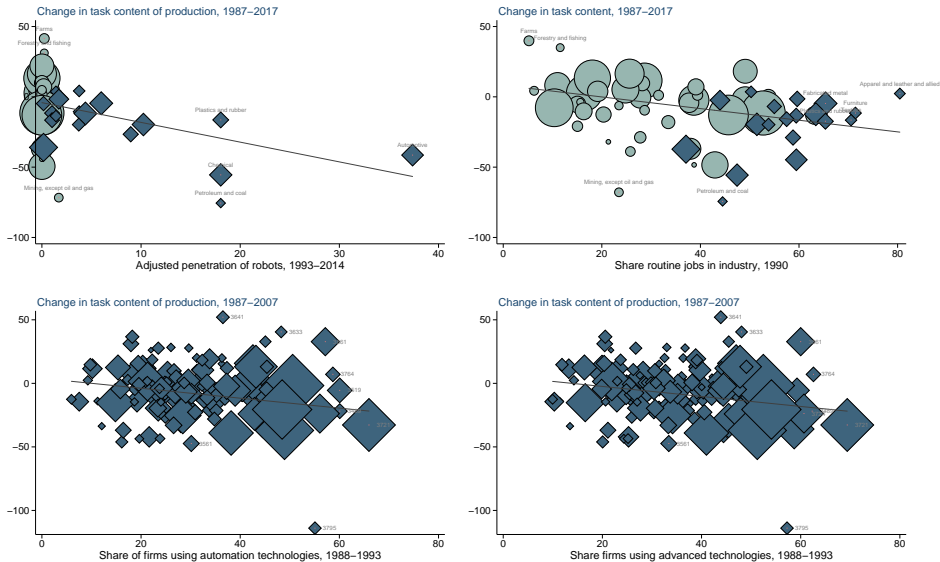 Change in task content of production, 1987–2017
50
0
−50
−100
Farms
Forestry and fishing
Plastics and rubber
Automotive
Chemical
Petroleum and coal
Mining, except oil and gas
0 10 20 30 40
Adjusted penetration of robots, 1993–2014
Change in task content, 1987–2017
50
0
−50
−100
Farms
Forestry and fishing
Apparel and leather and allied
Fabricated metal
Furniture
Petroleum and coal
Mining, except oil and gas
0 20 40 60 80
Share routine jobs in industry, 1990
Change in task content of production, 1987–2007
50
0
−50
−100
3641
3633
3764
3795
0 20 40 60 80
Share of firms using automation technologies, 1988–1993
Change in task content of production, 1987–2007
50
0
−50
−100
3641
3633
3764
3795
0 20 40 60 80
Share firms using advanced technologies, 1988–1993